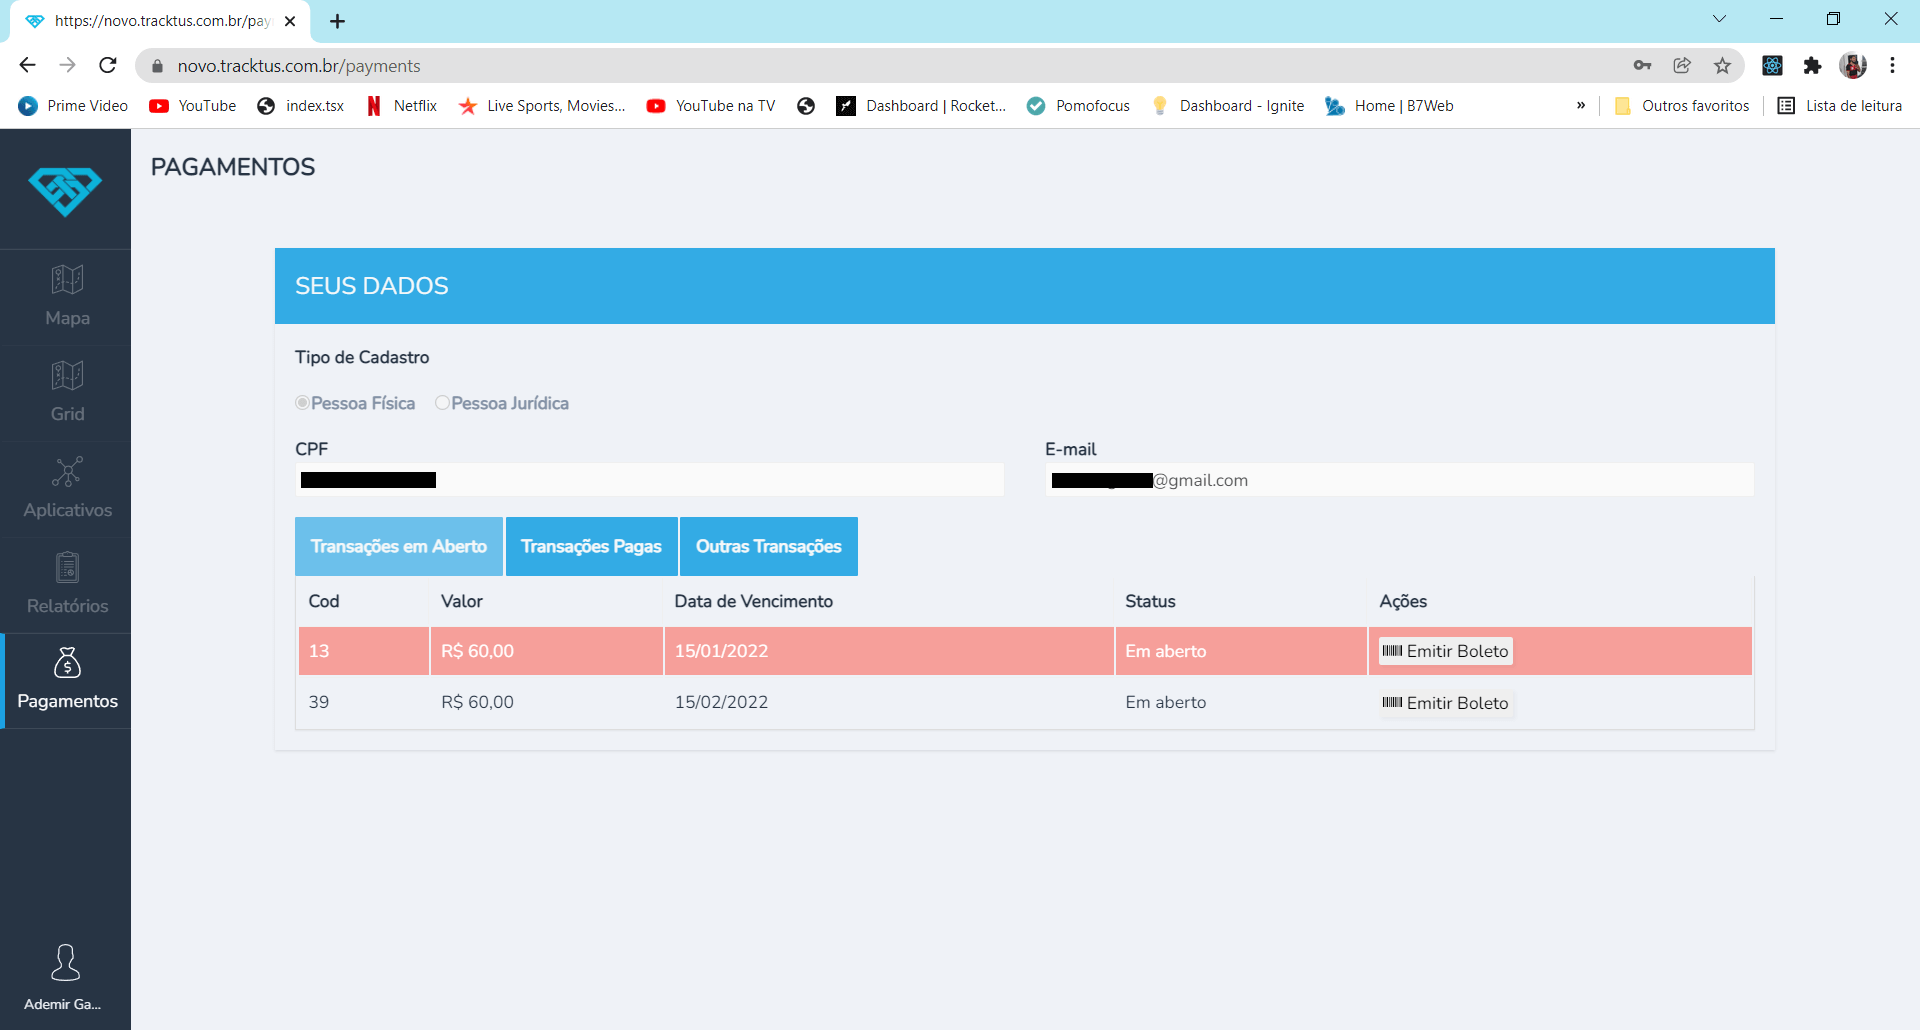 https://novo.tracktus.com.br/pay
novo.tracktus.com.br/payments
Prime Video YouTube index.tsx Netflix Live Sports, Movies... YouTube na TV Dashboard | Rocket... Pomofocus Dashboard - Ignite Home | B7Web » Outros favoritos Lista de leitura
PAGAMENTOS
Mapa
Grid
Aplicativos
Relatórios
Pagamentos
Ademir Ga...
SEUS DADOS
Tipo de Cadastro
Pessoa Física Pessoa Jurídica
CPF E-mail
@gmail.com
Transações em Aberto Transações Pagas Outras Transações
Cod Valor Data de Vencimento Status Ações
13 R$ 60,00 15/01/2022 Em aberto Emitir Boleto
39 R$ 60,00 15/02/2022 Em aberto Emitir Boleto